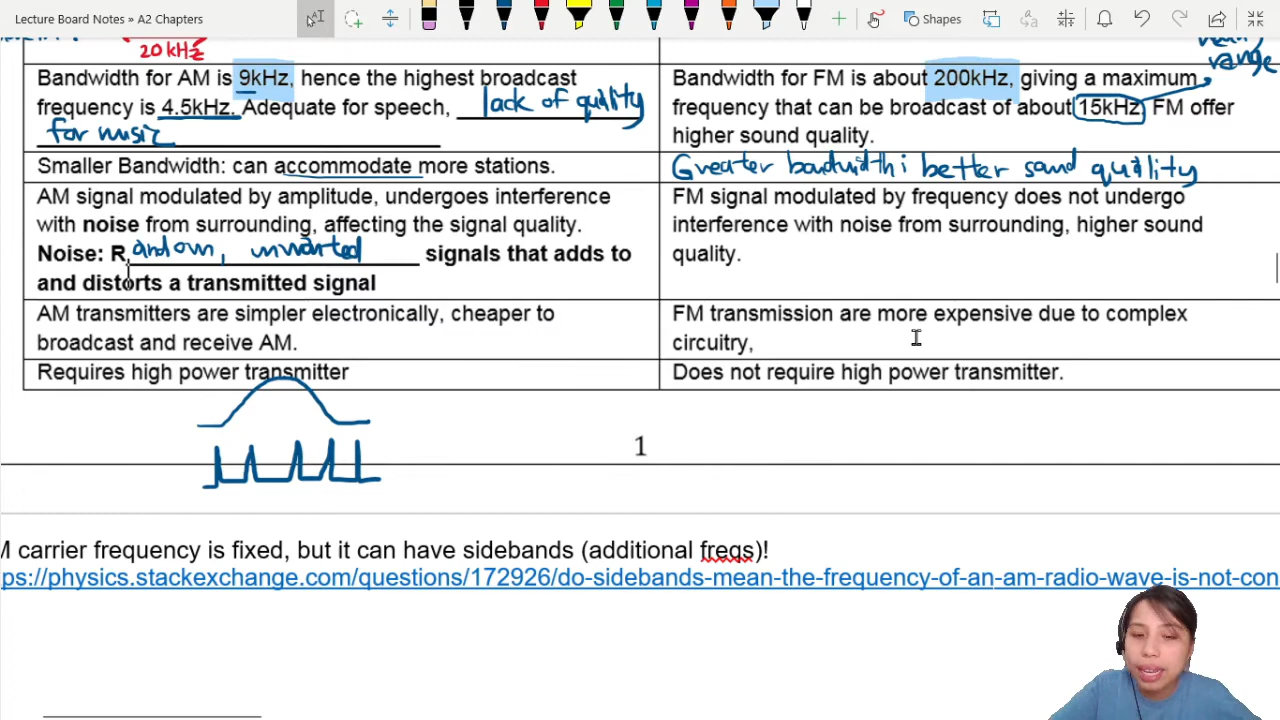 Lecture Board Notes » A2 Chapters
Shapes
20 kHz
range
Bandwidth for AM is 9kHz, hence the highest broadcast
frequency is 4.5kHz. Adequate for speech, lack of quality
for music
Bandwidth for FM is about 200kHz, giving a maximum
frequency that can be broadcast of about 15kHz. FM offer
higher sound quality.
Smaller Bandwidth: can accommodate more stations.
Greater bandwidth; better sound quality
AM signal modulated by amplitude, undergoes interference
with noise from surrounding, affecting the signal quality.
Noise: Random, unwanted signals that adds to
and distorts a transmitted signal
FM signal modulated by frequency does not undergo
interference with noise from surrounding, higher sound
quality.
AM transmitters are simpler electronically, cheaper to
broadcast and receive AM.
FM transmission are more expensive due to complex
circuitry,
Requires high power transmitter
Does not require high power transmitter.
1
M carrier frequency is fixed, but it can have sidebands (additional freqs)!
ps://physics.stackexchange.com/questions/172926/do-sidebands-mean-the-frequency-of-an-am-radio-wave-is-not-con